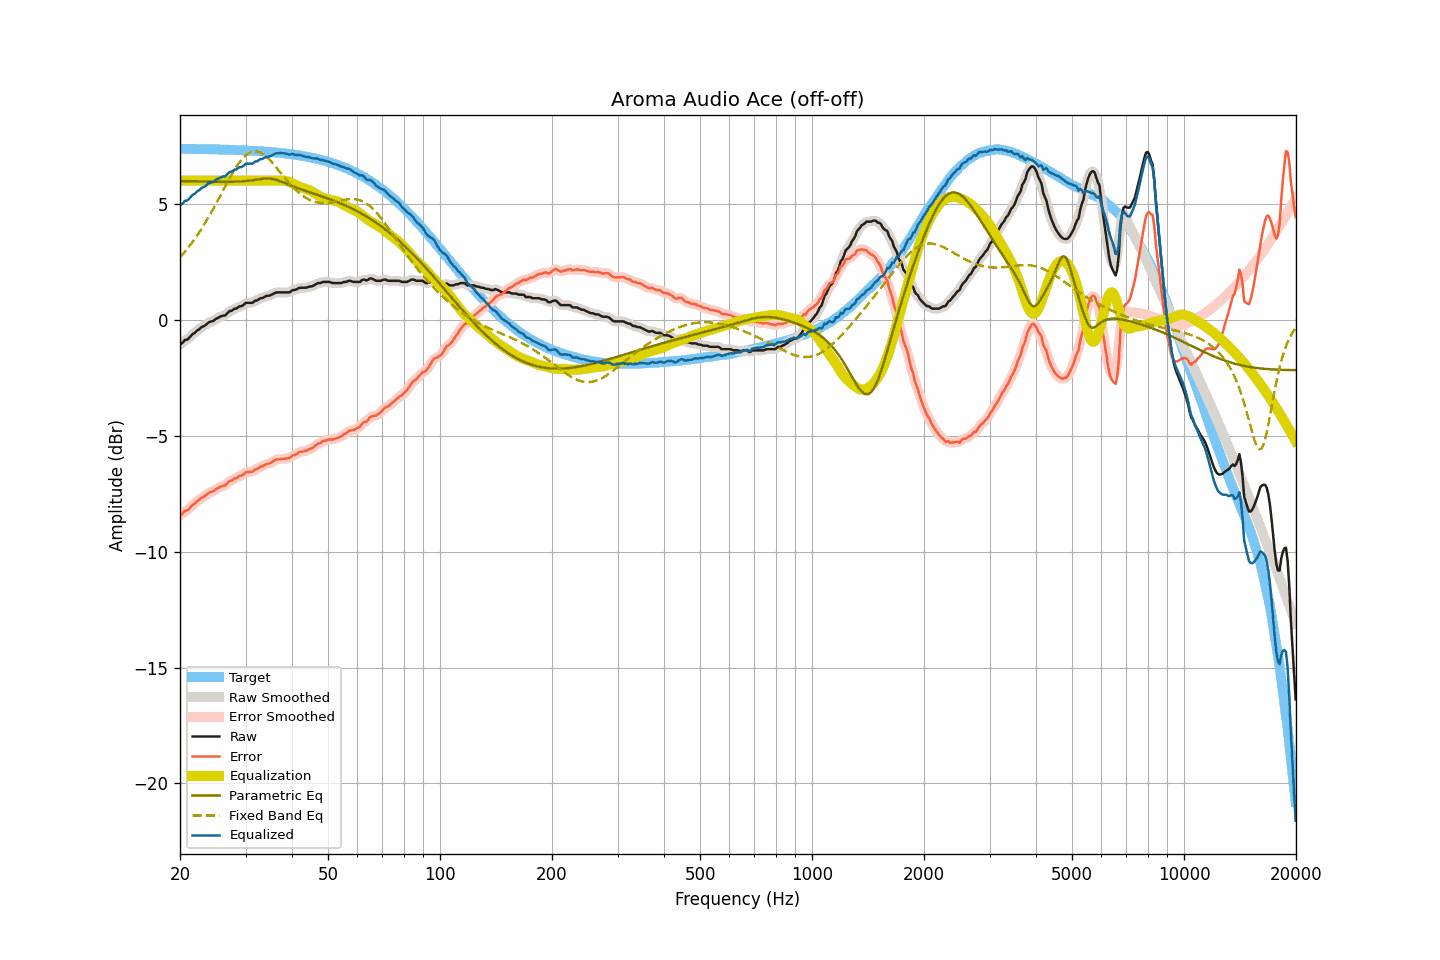 Aroma Audio Ace (off-off)
Amplitude (dBr)
5
0
−5
−10
−15
−20
Target
Raw Smoothed
Error Smoothed
Raw
Error
Equalization
Parametric Eq
Fixed Band Eq
Equalized
20 50 100 200 500 1000 2000 5000 10000 20000
Frequency (Hz)